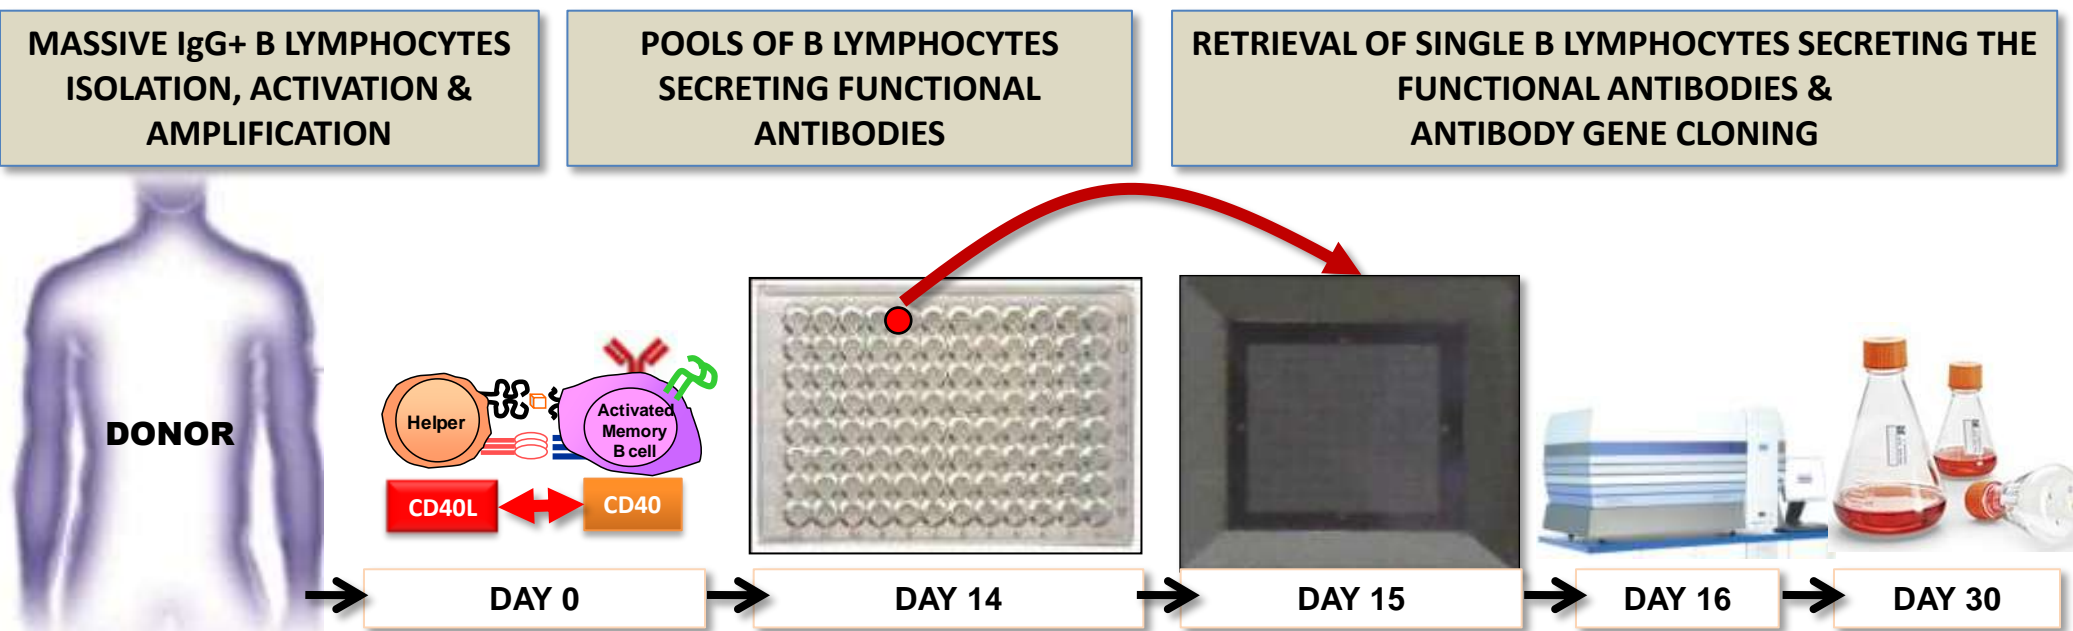 MASSIVE IgG+ B LYMPHOCYTES
ISOLATION, ACTIVATION &
AMPLIFICATION
POOLS OF B LYMPHOCYTES
SECRETING FUNCTIONAL
ANTIBODIES
RETRIEVAL OF SINGLE B LYMPHOCYTES SECRETING THE
FUNCTIONAL ANTIBODIES &
ANTIBODY GENE CLONING
DONOR
Helper
Activated
Memory
B cell
CD40L
CD40
DAY 0
DAY 14
DAY 15
DAY 16
DAY 30